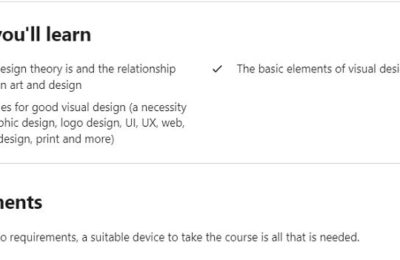 you'll learn
esign theory is and the relationship
n art and design
The basic elements of visual desi
es for good visual design (a necessity
phic design, logo design, UI, UX, web,
design, print and more)
nents
o requirements, a suitable device to take the course is all that is needed.